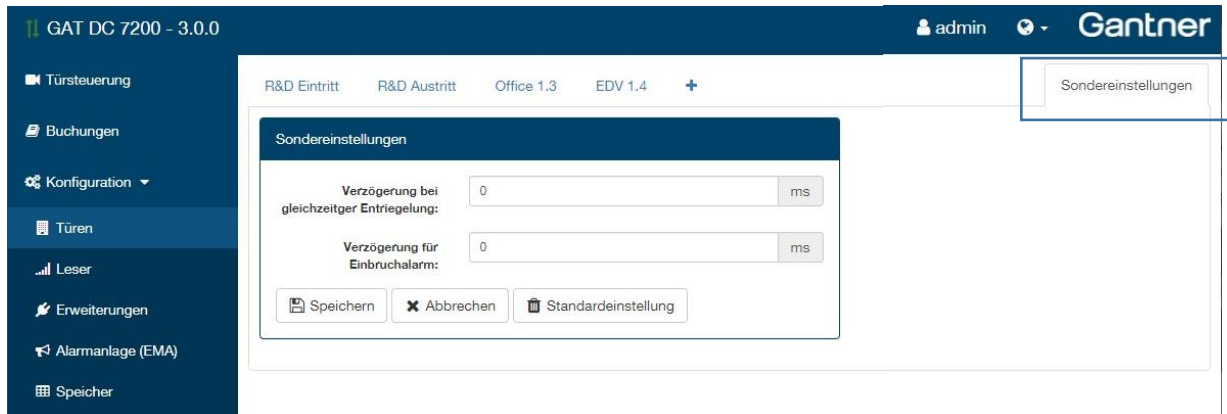 GAT DC 7200 - 3.0.0
admin
Gantner
Türsteuerung
Buchungen
Konfiguration
Türen
Leser
Erweiterungen
Alarmanlage (EMA)
Speicher
R&D Eintritt
R&D Austritt
Office 1.3
EDV 1.4
+
Sondereinstellungen
Sondereinstellungen
Verzögerung bei
gleichzeitger Entriegelung:
0
ms
Verzögerung für
Einbruchalarm:
0
ms
Speichern
Abbrechen
Standardeinstellung